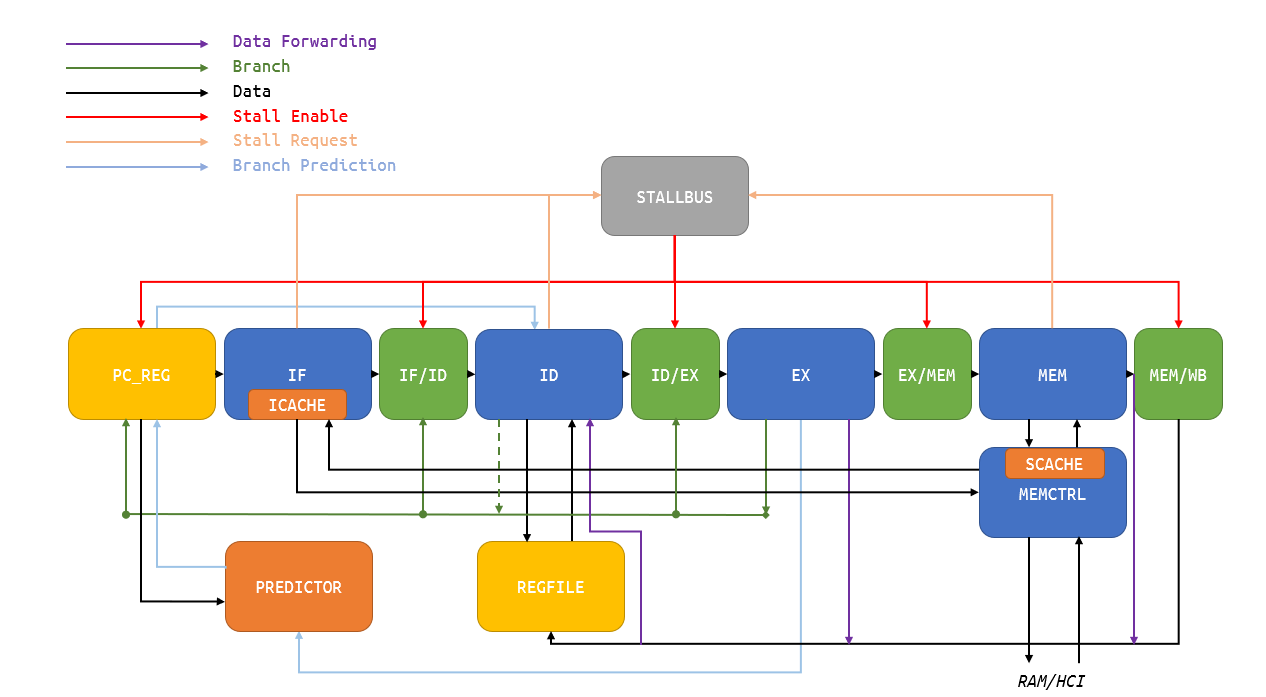 Data Forwarding
Branch
Data
Stall Enable
Stall Request
Branch Prediction
STALLBUS
PC_REG
IF
IF/ID
ID
ID/EX
EX
EX/MEM
MEM
MEM/WB
ICACHE
SCACHE
MEMCTRL
PREDICTOR
REGFILE
RAM/HCI